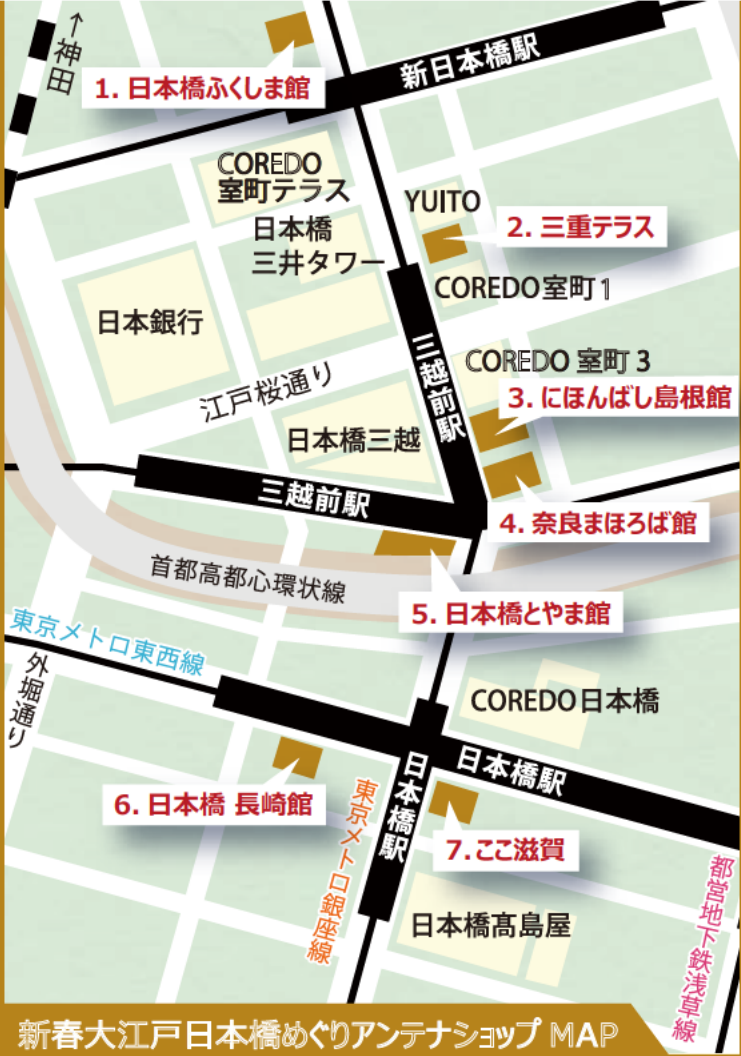 ↑神田
新日本橋駅
1. 日本橋ふくしま館
COREDO
室町テラス
YUITO
2. 三重テラス
日本橋
三井タワー
COREDO室町1
日本銀行
三越前駅
COREDO 室町3
江戸桜通り
3. にほんばし島根館
日本橋三越
三越前駅
4. 奈良まほろば館
首都高都心環状線
5. 日本橋とやま館
東京メトロ東西線
外堀通り
COREDO日本橋
日本橋駅
日本橋駅
6. 日本橋 長崎館
東京メトロ銀座線
7.ここ滋賀
都営地下鉄浅草線
日本橋髙島屋
新春大江戸日本橋めぐりアンテナショップ MAP